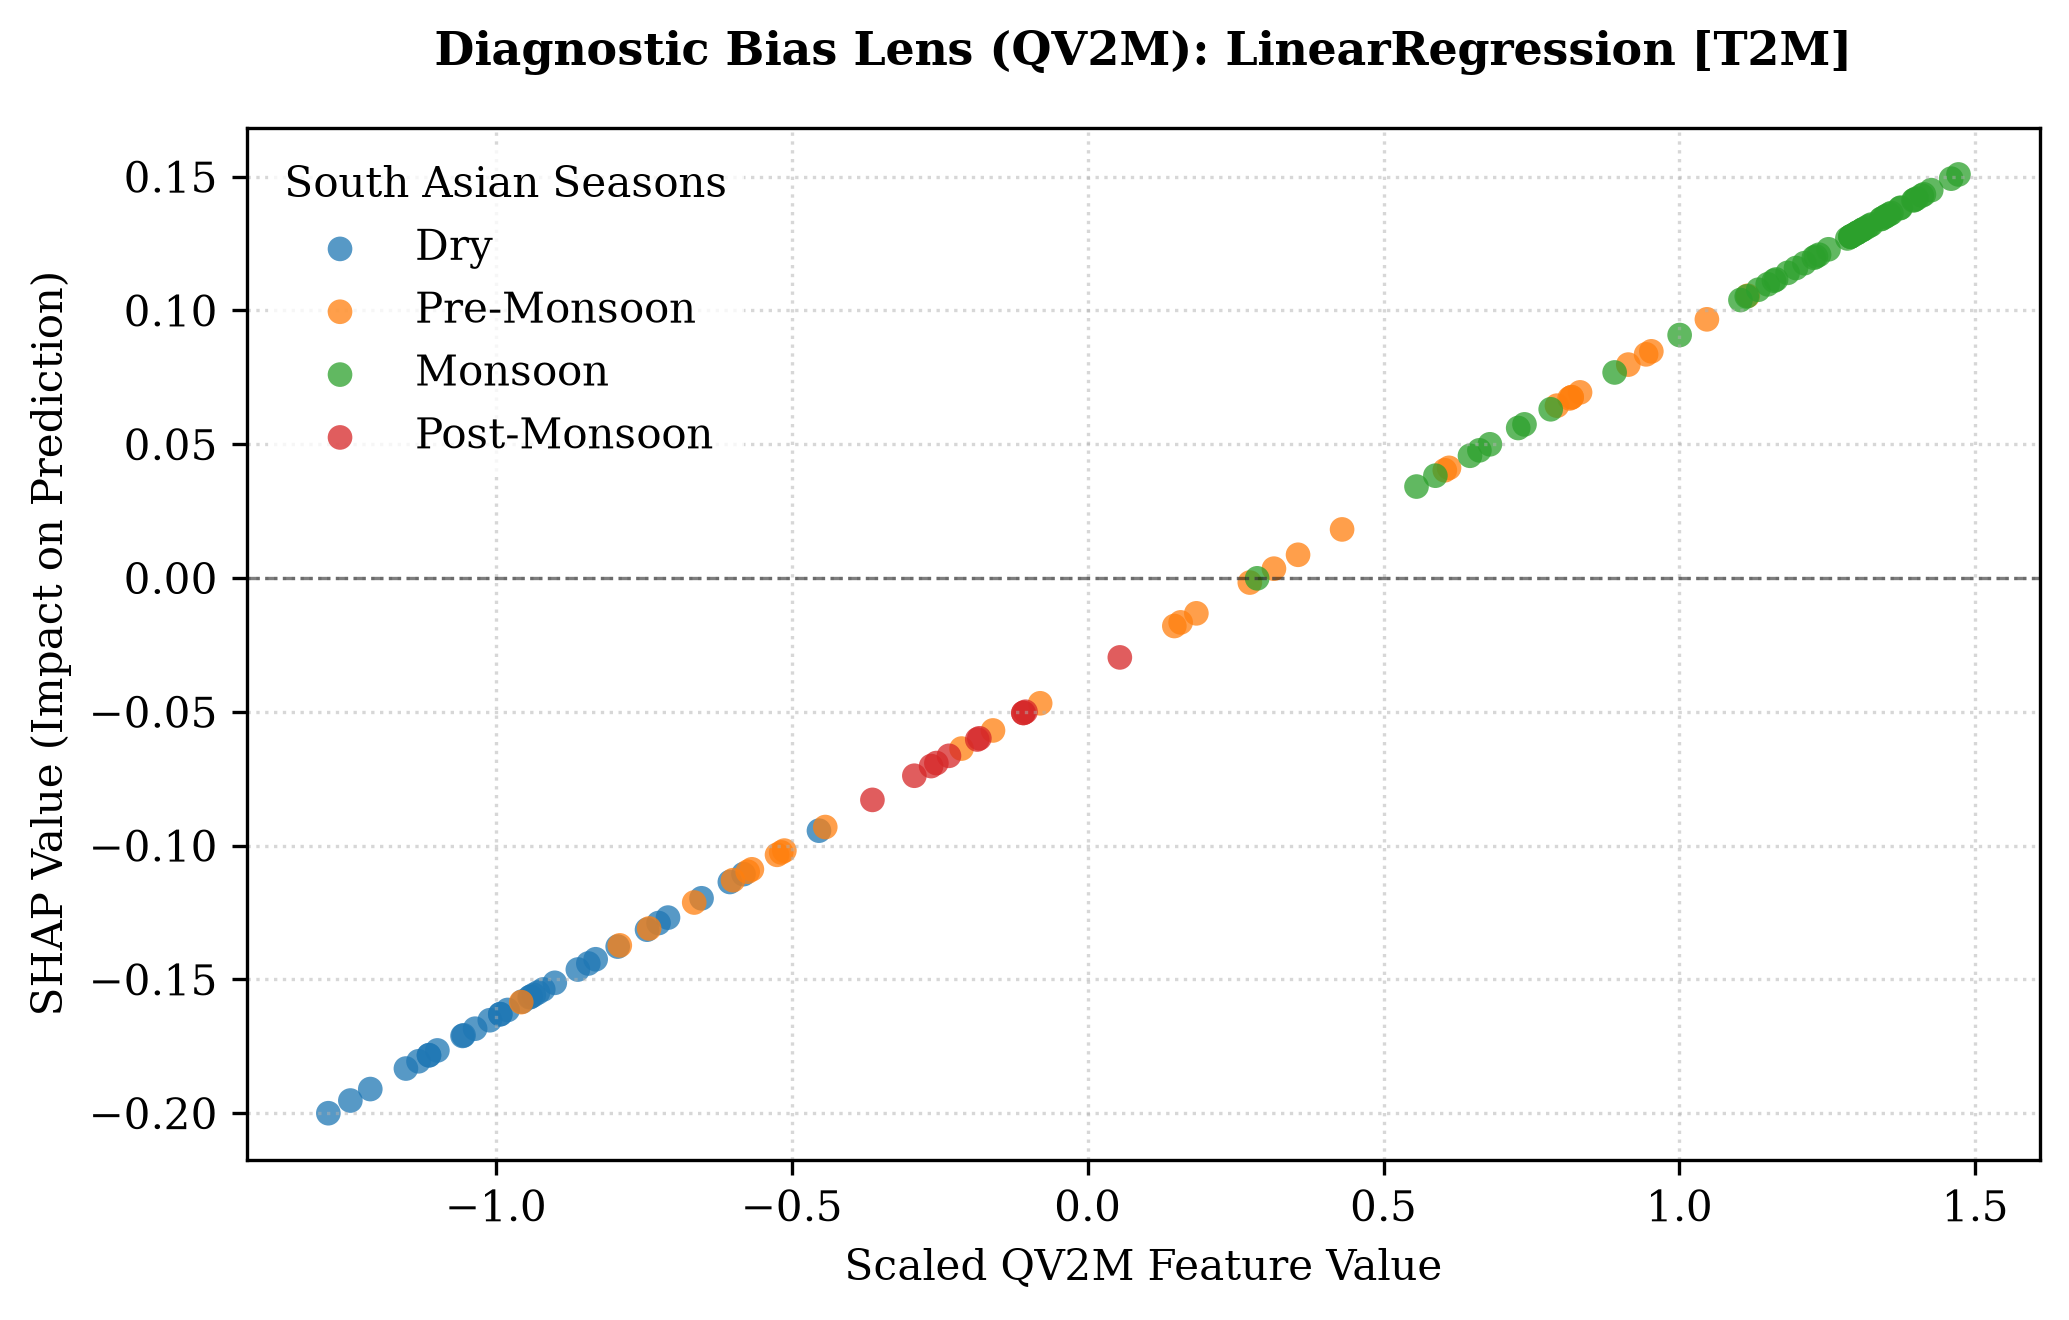 Diagnostic Bias Lens (QV2M): LinearRegression [T2M]
South Asian Seasons
Dry
Pre-Monsoon
Monsoon
Post-Monsoon
SHAP Value (Impact on Prediction)
0.15
0.10
0.05
0.00
−0.05
−0.10
−0.15
−0.20
−1.0 −0.5 0.0 0.5 1.0 1.5
Scaled QV2M Feature Value